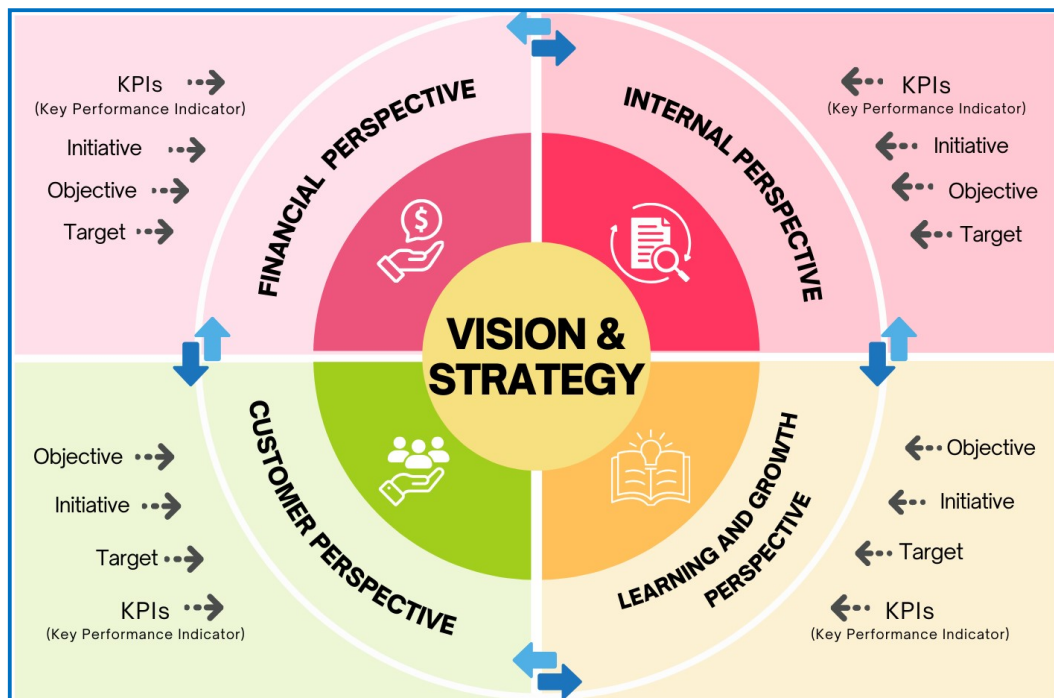 KPIs
(Key Performance Indicator)
Initiative
Objective
Target
FINANCIAL PERSPECTIVE
INTERNAL PERSPECTIVE
KPIs
(Key Performance Indicator)
Initiative
Objective
Target
$
VISION &
STRATEGY
Objective
Initiative
Target
KPIs
(Key Performance Indicator)
CUSTOMER PERSPECTIVE
LEARNING AND GROWTH
PERSPECTIVE
Objective
Initiative
Target
KPIs
(Key Performance Indicator)